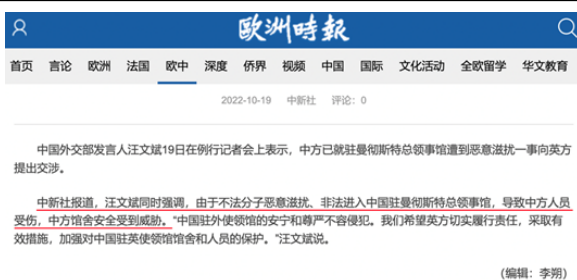 欧洲時報
首页 言论 欧洲 法国 欧中 深度 侨界 视频 中国 国际 文化活动 全欧留学 华文教育
2022-10-19 中新社 评论：0
中国外交部发言人汪文斌19日在例行记者会上表示，中方已就驻曼彻斯特总领事馆遭到恶意滋扰一事向英方
提出交涉。
中新社报道，汪文斌同时强调，由于不法分子恶意滋扰、非法进入中国驻曼彻斯特总领事馆，导致中方人员
受伤，中方馆舍安全受到威胁。“中国驻外使领馆的安宁和尊严不容侵犯。我们希望英方切实履行责任，采取有
效措施，加强对中国驻英使领馆馆舍和人员的保护。”汪文斌说。
（编辑：李朔）